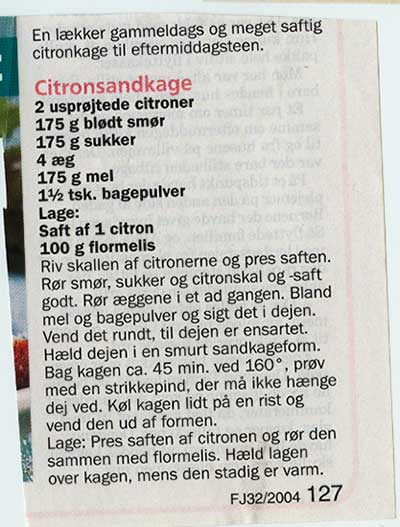 En lækker gammeldags og meget saftig
citronkage til eftermiddagsteen.
Citronsandkage
2 usprøjtede citroner
175 g blødt smør
175 g sukker
4 æg
175 g mel
1½ tsk. bagepulver
Lage:
Saft af 1 citron
100 g flormelis
Riv skallen af citronerne og pres saften.
Rør smør, sukker og citronskal og -saft
godt. Rør æggene i et ad gangen. Bland
mel og bagepulver og sigt det i dejen.
Vend det rundt, til dejen er ensartet.
Hæld dejen i en smurt sandkageform.
Bag kagen ca. 45 min. ved 160°, prøv
med en strikkepind, der må ikke hænge
dej ved. Køl kagen lidt på en rist og
vend den ud af formen.
Lage: Pres saften af citronen og rør den
sammen med flormelis. Hæld lagen
over kagen, mens den stadig er varm.
FJ32/2004 127